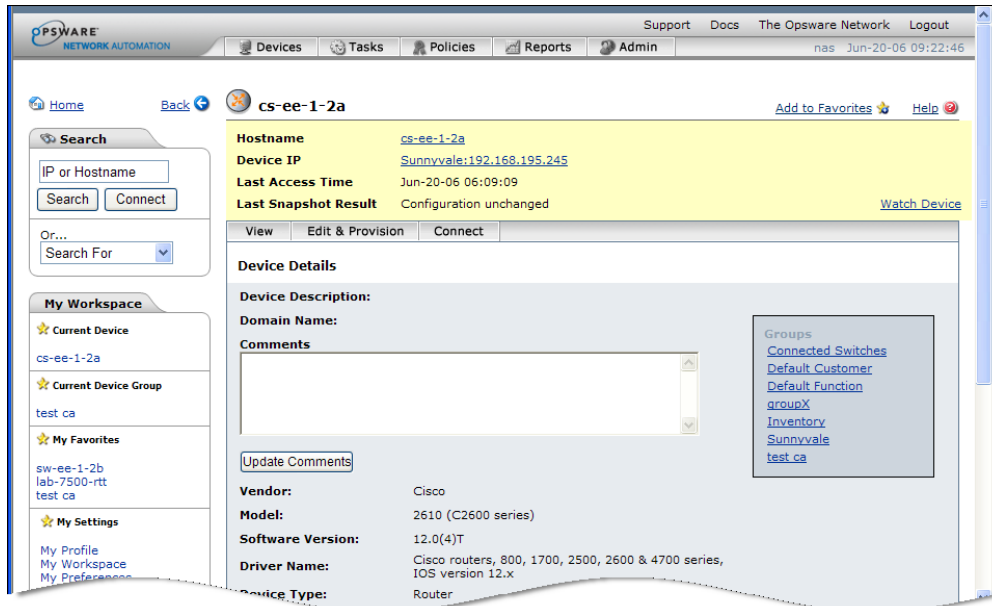 OPSWARE
NETWORK AUTOMATION
Support Docs The Opsware Network Logout
Devices Tasks Policies Reports Admin
nas Jun-20-06 09:22:46
Home Back
cs-ee-1-2a
Add to Favorites Help
Search
IP or Hostname
Search Connect
Or...
Search For
Hostname cs-ee-1-2a
Device IP Sunnyvale:192.168.195.245
Last Access Time Jun-20-06 06:09:09
Last Snapshot Result Configuration unchanged
Watch Device
View Edit & Provision Connect
Device Details
My Workspace
Current Device
cs-ee-1-2a
Current Device Group
test ca
My Favorites
sw-ee-1-2b
lab-7500-rtt
test ca
My Settings
My Profile
My Workspace
My Preferences
Device Description:
Domain Name:
Comments
Update Comments
Groups
Connected Switches
Default Customer
Default Function
groupX
Inventory
Sunnyvale
test ca
Vendor: Cisco
Model: 2610 (C2600 series)
Software Version: 12.0(4)T
Driver Name: Cisco routers, 800, 1700, 2500, 2600 & 4700 series,
IOS version 12.x
Device Type: Router